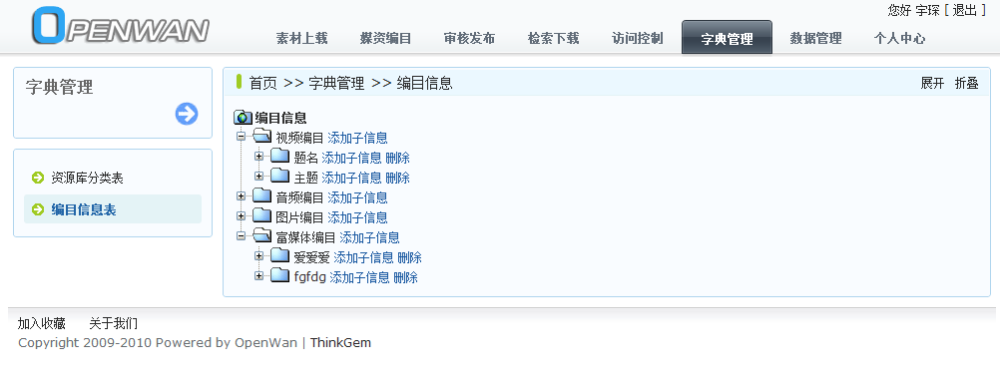 您好 宇琛 [ 退出 ]
OPENWAN
素材上载 媒资编目 审核发布 检索下载 访问控制 字典管理 数据管理 个人中心
字典管理
资源库分类表
编目信息表
首页 >> 字典管理 >> 编目信息 展开 折叠
编目信息
视频编目 添加子信息
题名 添加子信息 删除
主题 添加子信息 删除
音频编目 添加子信息
图片编目 添加子信息
富媒体编目 添加子信息
爱爱爱 添加子信息 删除
fgfdg 添加子信息 删除
加入收藏 关于我们
Copyright 2009-2010 Powered by OpenWan | ThinkGem